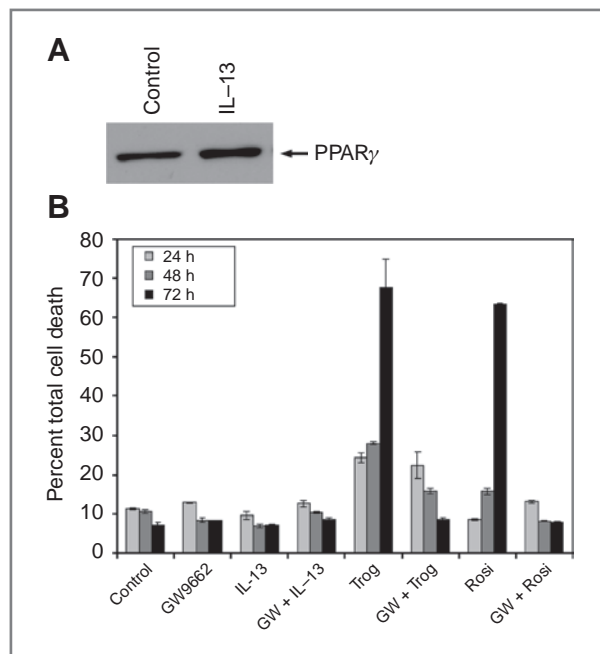 A
Control
IL–13
PPARγ
B
80
70
60
50
40
30
20
10
0
Percent total cell death
24 h
48 h
72 h
Control
GW9662
IL-13
GW + IL–13
Trog
GW + Trog
Rosi
GW + Rosi